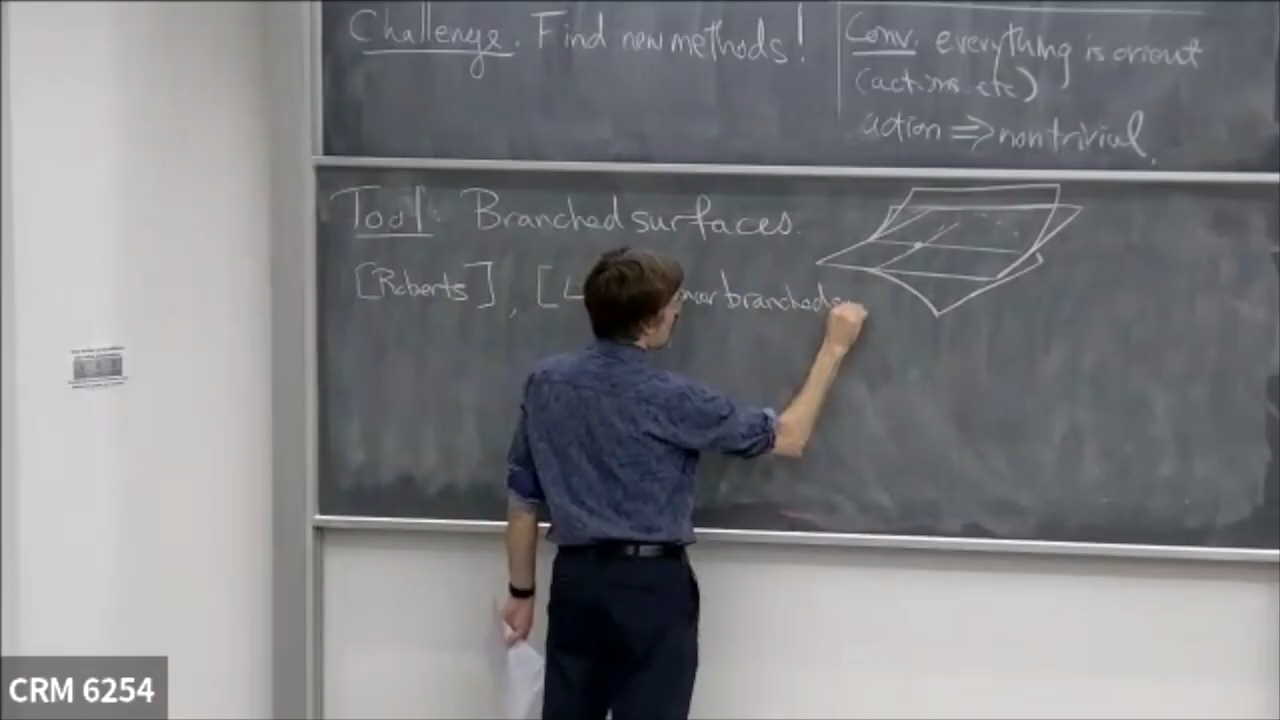 Challenge. Find new methods!
Conv. everything is orient
(actions etc)
action ⇒ nontrivial.
Tool: Branched surfaces.
[Roberts], [L branched
CRM 6254